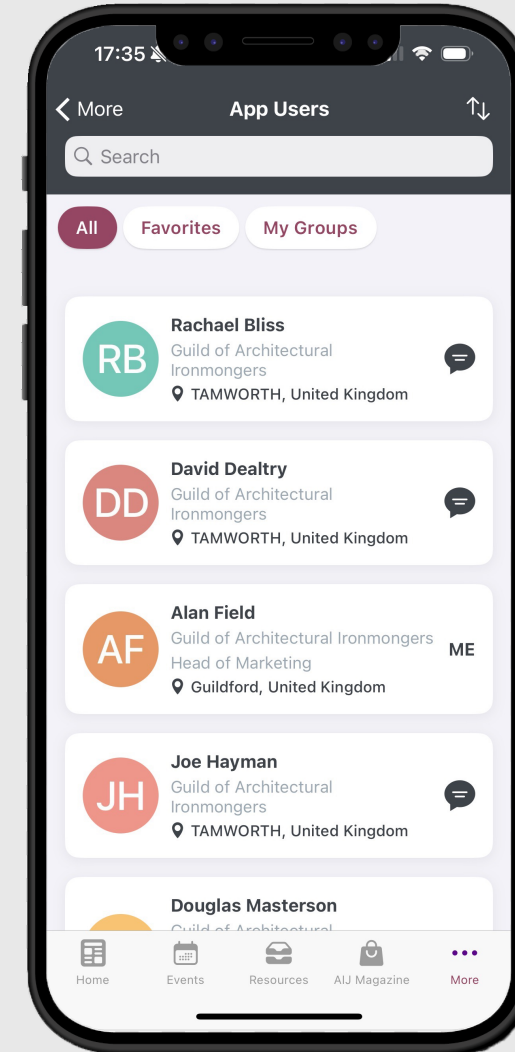 17:35
More
App Users
Search
All
Favorites
My Groups
RB
Rachael Bliss
Guild of Architectural
Ironmongers
TAMWORTH, United Kingdom
DD
David Dealtry
Guild of Architectural
Ironmongers
TAMWORTH, United Kingdom
AF
Alan Field
Guild of Architectural Ironmongers
Head of Marketing
Guildford, United Kingdom
ME
JH
Joe Hayman
Guild of Architectural
Ironmongers
TAMWORTH, United Kingdom
Douglas Masterson
Guild of Architectural
Home
Events
Resources
AIJ Magazine
More